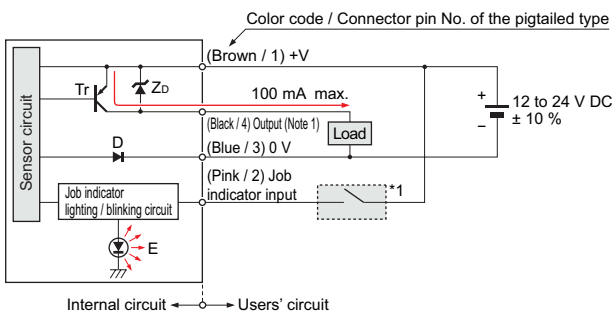 Color code / Connector pin No. of the pigtailed type
(Brown / 1) +V
Tr
ZD
100 mA max.
+
12 to 24 V DC
± 10 %
−
(Black / 4) Output (Note 1)
Load
Sensor circuit
D
(Blue / 3) 0 V
(Pink / 2) Job
indicator input
*1
Job indicator
lighting / blinking circuit
E
Internal circuit
Users' circuit